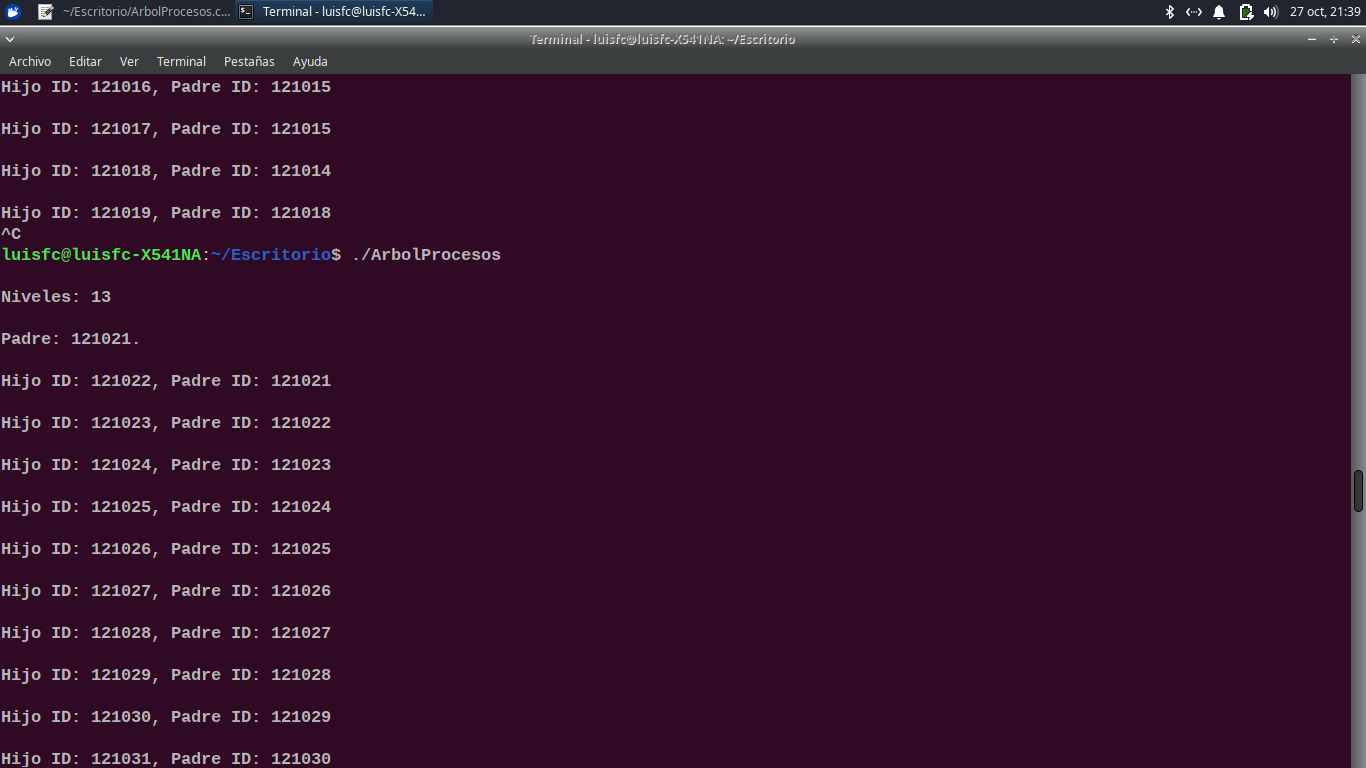 ~/Escritorio/ArbolProcesos.c...
Terminal - luisfc@luisfc-X54...
27 oct, 21:39
Terminal - luisfc@luisfc-X541NA: ~/Escritorio
Archivo Editar Ver Terminal Pestañas Ayuda
Hijo ID: 121016, Padre ID: 121015
Hijo ID: 121017, Padre ID: 121015
Hijo ID: 121018, Padre ID: 121014
Hijo ID: 121019, Padre ID: 121018
^C
luisfc@luisfc-X541NA:~/Escritorio$ ./ArbolProcesos
Niveles: 13
Padre: 121021.
Hijo ID: 121022, Padre ID: 121021
Hijo ID: 121023, Padre ID: 121022
Hijo ID: 121024, Padre ID: 121023
Hijo ID: 121025, Padre ID: 121024
Hijo ID: 121026, Padre ID: 121025
Hijo ID: 121027, Padre ID: 121026
Hijo ID: 121028, Padre ID: 121027
Hijo ID: 121029, Padre ID: 121028
Hijo ID: 121030, Padre ID: 121029
Hijo ID: 121031, Padre ID: 121030